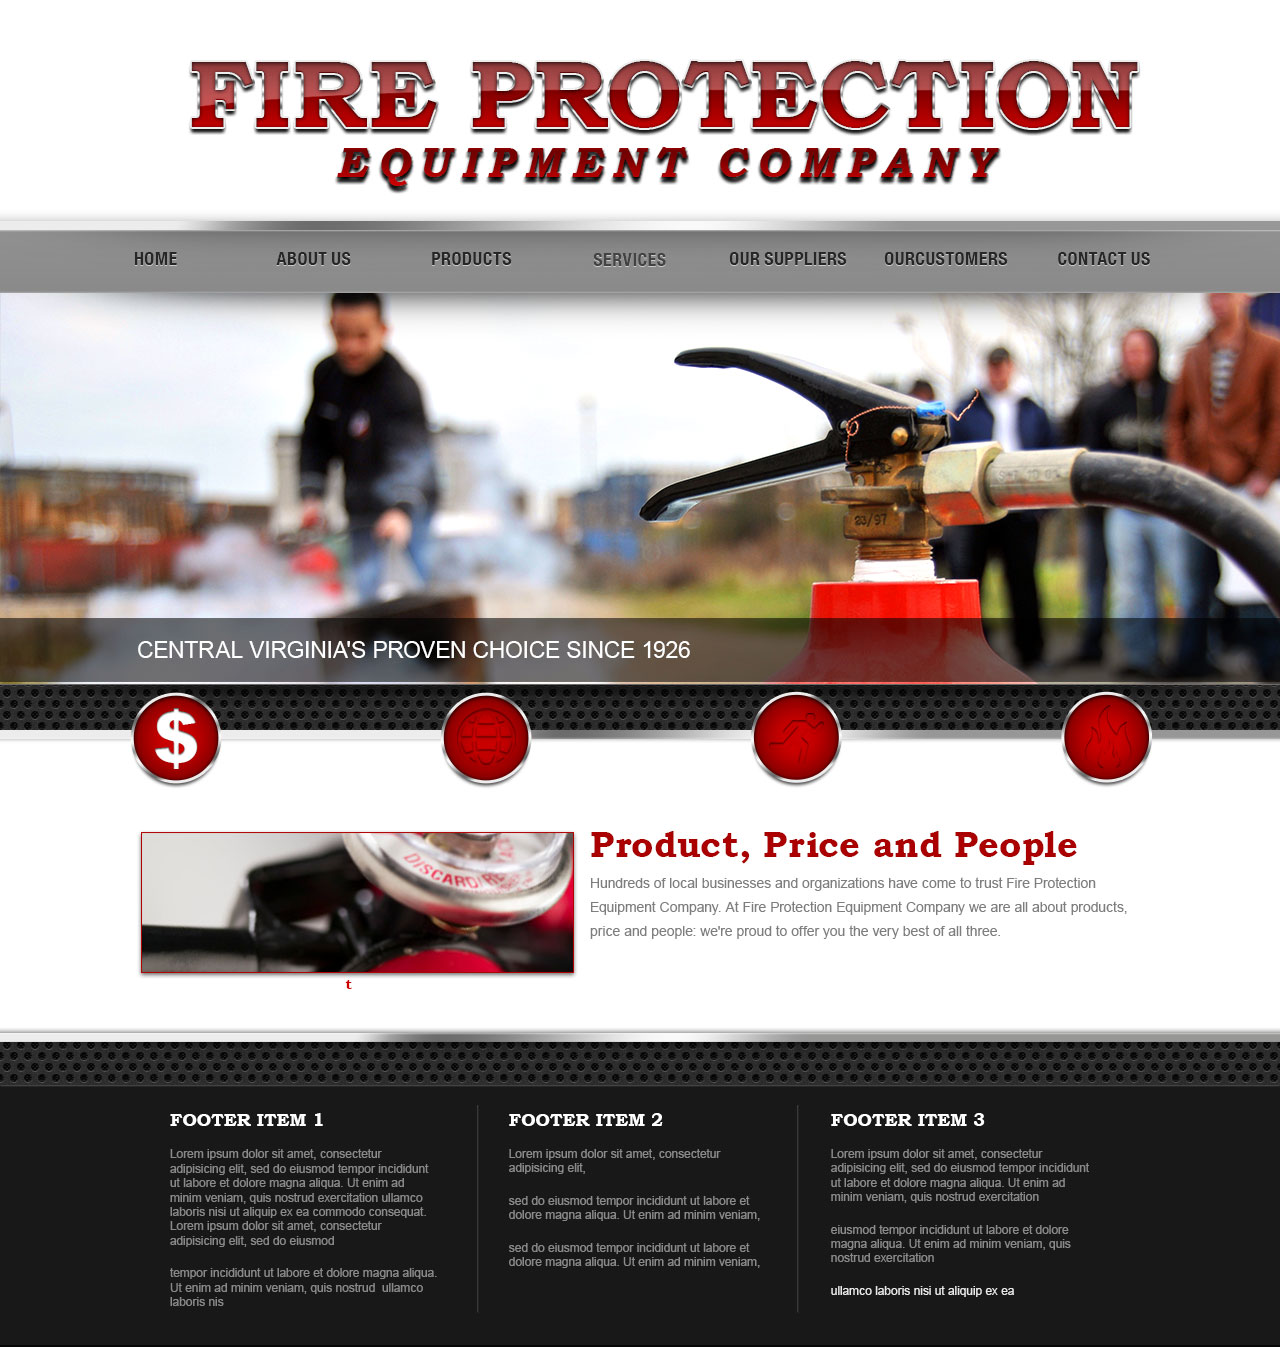 FIRE PROTECTION
EQUIPMENT COMPANY
HOME ABOUT US PRODUCTS SERVICES OUR SUPPLIERS OURCUSTOMERS CONTACT US
23/97
CENTRAL VIRGINIA'S PROVEN CHOICE SINCE 1926
$
DISCARD/RE
Product, Price and People
Hundreds of local businesses and organizations have come to trust Fire Protection
Equipment Company. At Fire Protection Equipment Company we are all about products,
price and people: we're proud to offer you the very best of all three.
t
FOOTER ITEM 1
Lorem ipsum dolor sit amet, consectetur
adipisicing elit, sed do eiusmod tempor incididunt
ut labore et dolore magna aliqua. Ut enim ad
minim veniam, quis nostrud exercitation ullamco
laboris nisi ut aliquip ex ea commodo consequat.
Lorem ipsum dolor sit amet, consectetur
adipisicing elit, sed do eiusmod
tempor incididunt ut labore et dolore magna aliqua.
Ut enim ad minim veniam, quis nostrud ullamco
laboris nis
FOOTER ITEM 2
Lorem ipsum dolor sit amet, consectetur
adipisicing elit,
sed do eiusmod tempor incididunt ut labore et
dolore magna aliqua. Ut enim ad minim veniam,
sed do eiusmod tempor incididunt ut labore et
dolore magna aliqua. Ut enim ad minim veniam,
FOOTER ITEM 3
Lorem ipsum dolor sit amet, consectetur
adipisicing elit, sed do eiusmod tempor incididunt
ut labore et dolore magna aliqua. Ut enim ad
minim veniam, quis nostrud exercitation
eiusmod tempor incididunt ut labore et dolore
magna aliqua. Ut enim ad minim veniam, quis
nostrud exercitation
ullamco laboris nisi ut aliquip ex ea